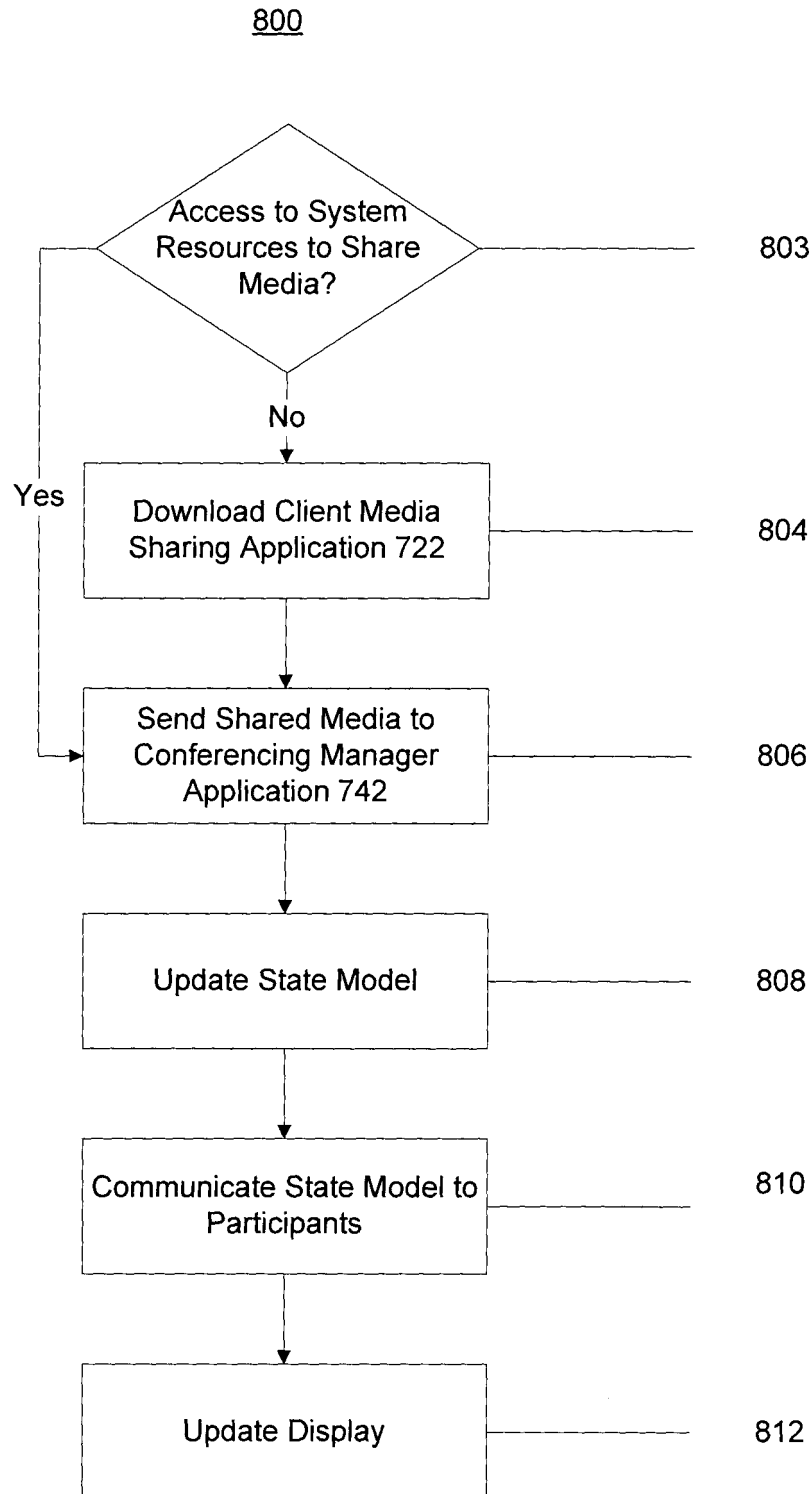 800
Access to System
Resources to Share
Media?
803
No
Yes
Download Client Media
Sharing Application 722
804
Send Shared Media to
Conferencing Manager
Application 742
806
Update State Model
808
Communicate State Model to
Participants
810
Update Display
812